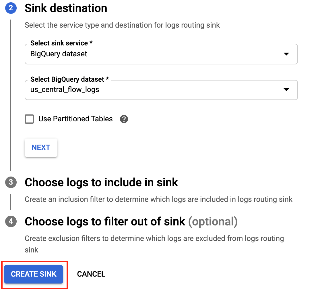 2
Sink destination
Select the service type and destination for logs routing sink
Select sink service *
BigQuery dataset
Select BigQuery dataset *
us_central_flow_logs
Use Partitioned Tables ?
NEXT
3
Choose logs to include in sink
Create an inclusion filter to determine which logs are included in logs routing sink
4
Choose logs to filter out of sink (optional)
Create exclusion filters to determine which logs are excluded from logs routing
sink
CREATE SINK
CANCEL